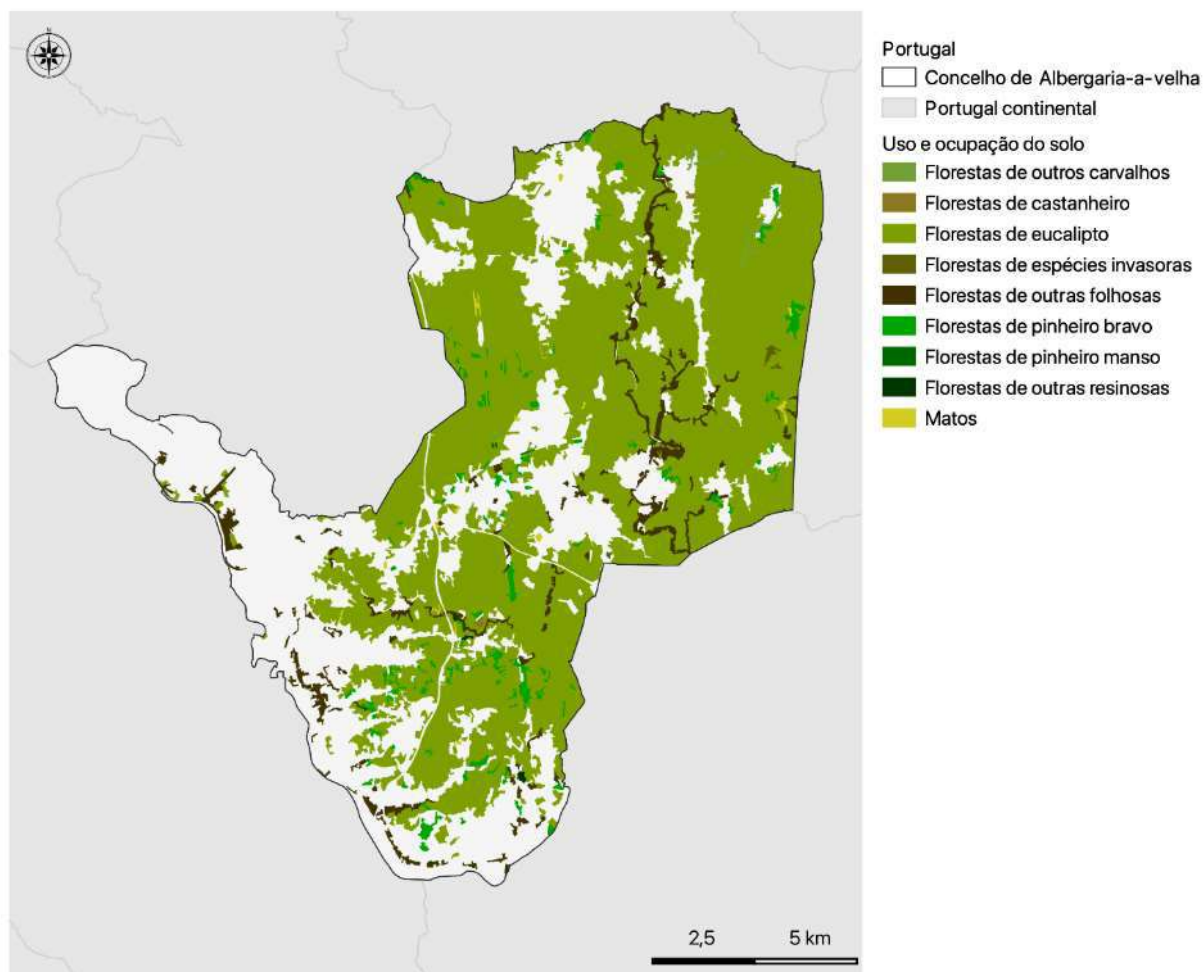 N
Portugal
Concelho de Albergaria-a-velha
Portugal continental
Uso e ocupação do solo
Florestas de outros carvalhos
Florestas de castanheiro
Florestas de eucalipto
Florestas de espécies invasoras
Florestas de outras folhosas
Florestas de pinheiro bravo
Florestas de pinheiro manso
Florestas de outras resinosas
Matos
2,5 5 km